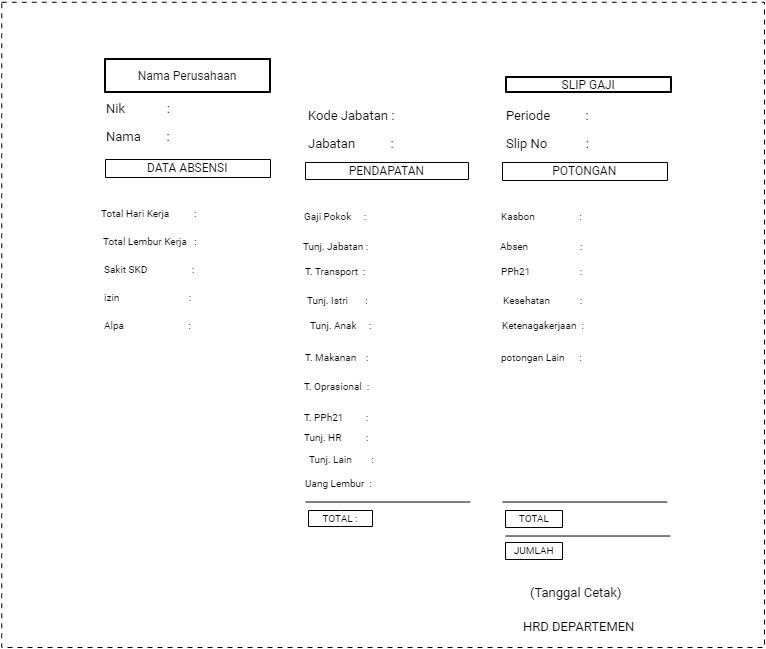 Nama Perusahaan
SLIP GAJI
Nik :
Kode Jabatan :
Periode :
Nama :
Jabatan :
Slip No :
DATA ABSENSI
PENDAPATAN
POTONGAN
Total Hari Kerja :
Total Lembur Kerja :
Sakit SKD :
izin :
Alpa :
Gaji Pokok :
Tunj. Jabatan :
T. Transport :
Tunj. Istri :
Tunj. Anak :
T. Makanan :
T. Oprasional :
T. PPh21 :
Tunj. HR :
Tunj. Lain :
Uang Lembur :
TOTAL :
Kasbon :
Absen :
PPh21 :
Kesehatan :
Ketenagakerjaan :
potongan Lain :
TOTAL
JUMLAH
(Tanggal Cetak)
HRD DEPARTEMEN